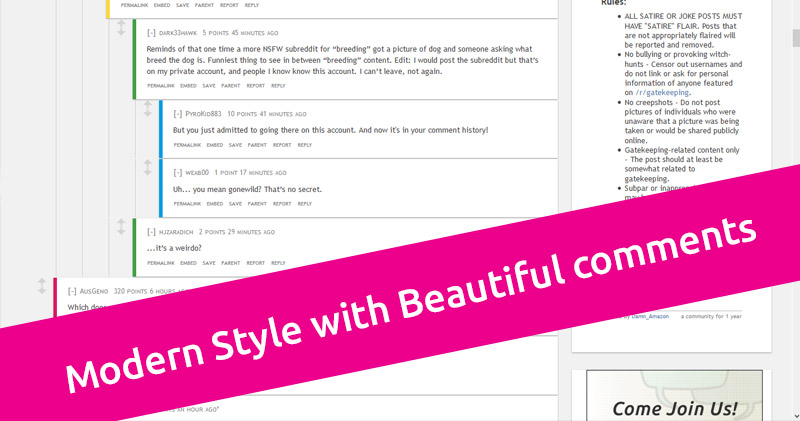 PERMALINK EMBED SAVE PARENT REPORT REPLY
[-] DARK33HAWK 5 POINTS 45 MINUTES AGO
Reminds of that one time a more NSFW subreddit for “breeding” got a picture of dog and someone asking what
breed the dog is. Funniest thing to see in between “breeding” content. Edit: I would post the subreddit but that's
on my private account, and people I know know this account. I can't leave, not again.
PERMALINK EMBED SAVE PARENT REPORT REPLY
[-] PYROKID883 10 POINTS 41 MINUTES AGO
But you just admitted to going there on this account. And now it's in your comment history!
PERMALINK EMBED SAVE PARENT REPORT REPLY
[-] WEAB00 1 POINT 17 MINUTES AGO
Uh... you mean gonewild? That's no secret.
PERMALINK EMBED SAVE PARENT REPORT REPLY
[-] HJZARADICH 2 POINTS 29 MINUTES AGO
...it's a weirdo?
PERMALINK EMBED SAVE PARENT REPORT REPLY
[-] AUSGENO 320 POINTS 6 HOURS
Which
AN HOUR AGO*
Modern Style with Beautiful comments
Rules:
• ALL SATIRE OR JOKE POSTS MUST
HAVE "SATIRE" FLAIR. Posts that
are not appropriately flaired will
be reported and removed.
• No bullying or provoking witch-
hunts - Censor out usernames and
do not link or ask for personal
information of anyone featured
on /r/gatekeeping.
• No creepshots - Do not post
pictures of individuals who were
unaware that a picture was being
taken or would be shared publicly
online.
• Gatekeeping-related content only
- The post should at least be
somewhat related to
gatekeeping.
• Subpar or
Damn_Amazon a community for 1 year
Come Join Us!